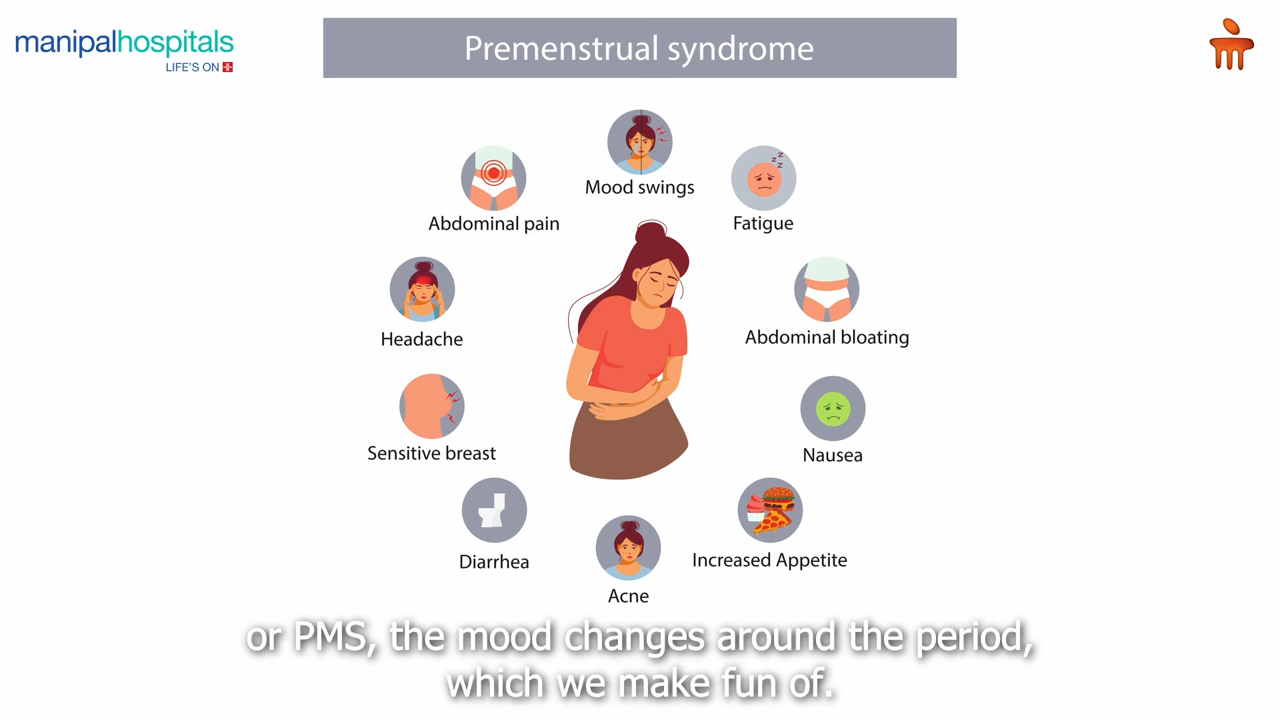 manipalhospitals
LIFE'S ON
Premenstrual syndrome
Mood swings
Abdominal pain
Fatigue
Headache
Abdominal bloating
Sensitive breast
Nausea
Diarrhea
Increased Appetite
Acne
or PMS, the mood changes around the period,
which we make fun of.